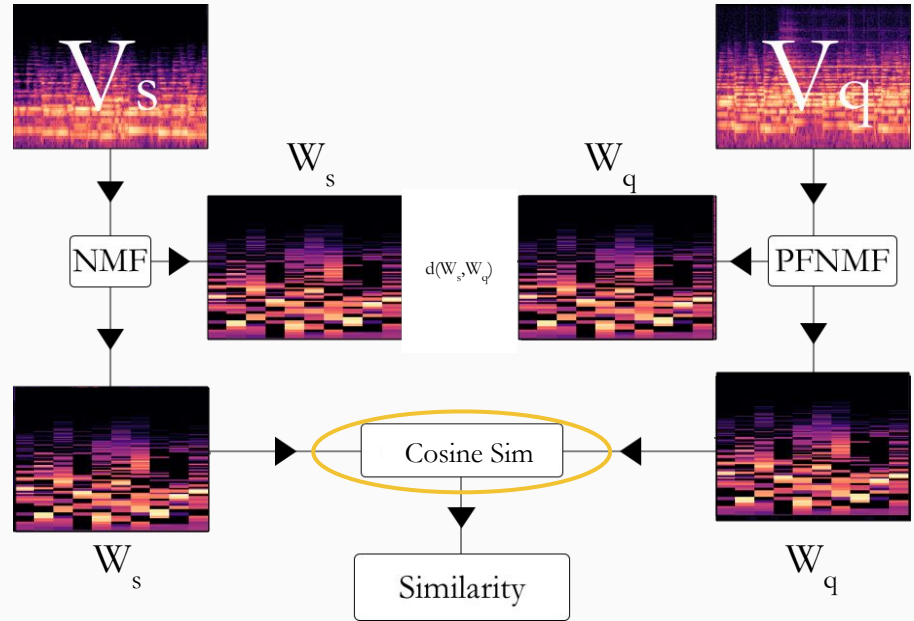 Vs
Vq
Ws
Wq
NMF
d(Ws,Wq)
PFNMF
Cosine Sim
Ws
Wq
Similarity